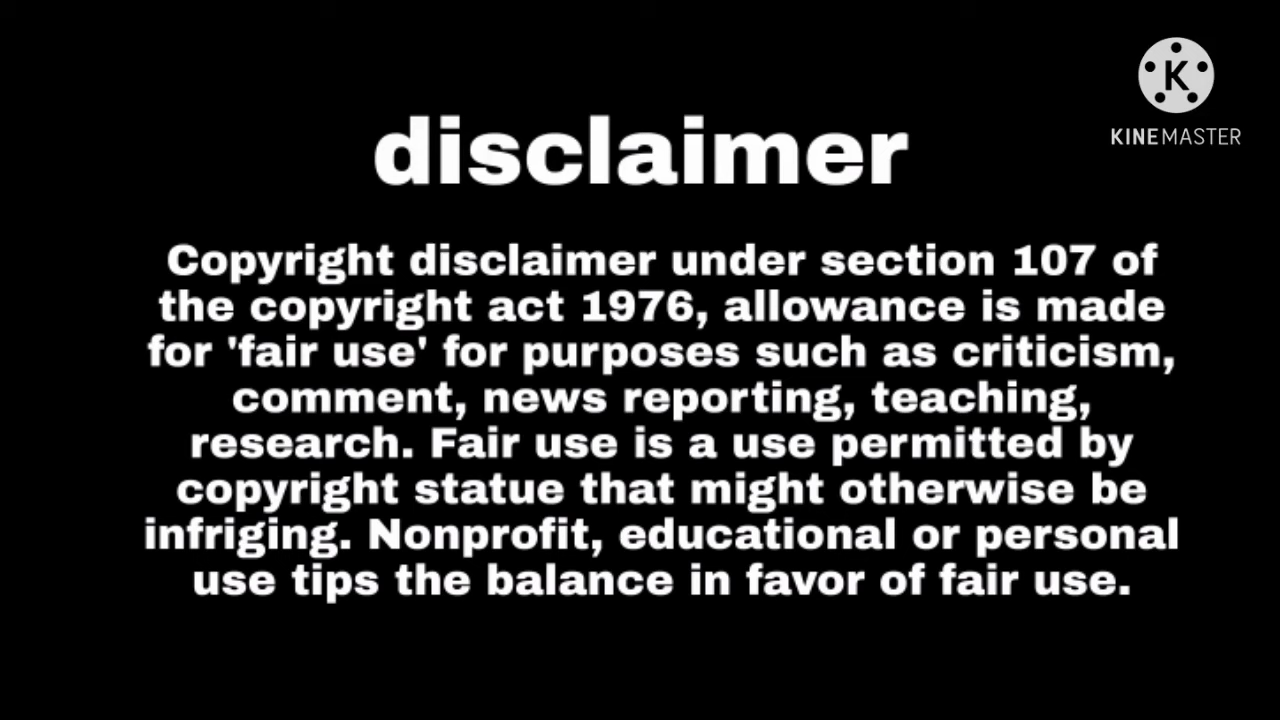 K
KINEMASTER
disclaimer
Copyright disclaimer under section 107 of
the copyright act 1976, allowance is made
for 'fair use' for purposes such as criticism,
comment, news reporting, teaching,
research. Fair use is a use permitted by
copyright statue that might otherwise be
infriging. Nonprofit, educational or personal
use tips the balance in favor of fair use.